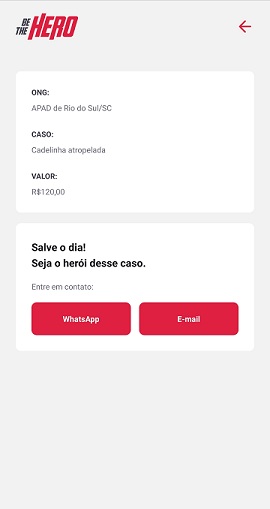 BE
THE HERO
ONG:
APAD de Rio do Sul/SC
CASO:
Cadelinha atropelada
VALOR:
R$120,00
Salve o dia!
Seja o herói desse caso.
Entre em contato:
WhatsApp E-mail